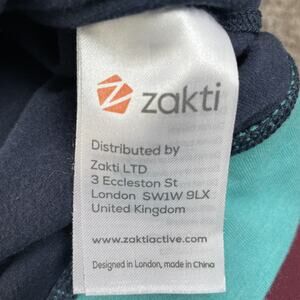 zakti
Distributed by
Zakti LTD
3 Eccleston St
London SW1W 9LX
United Kingdom
www.zaktiactive.com
Designed in London, made in China